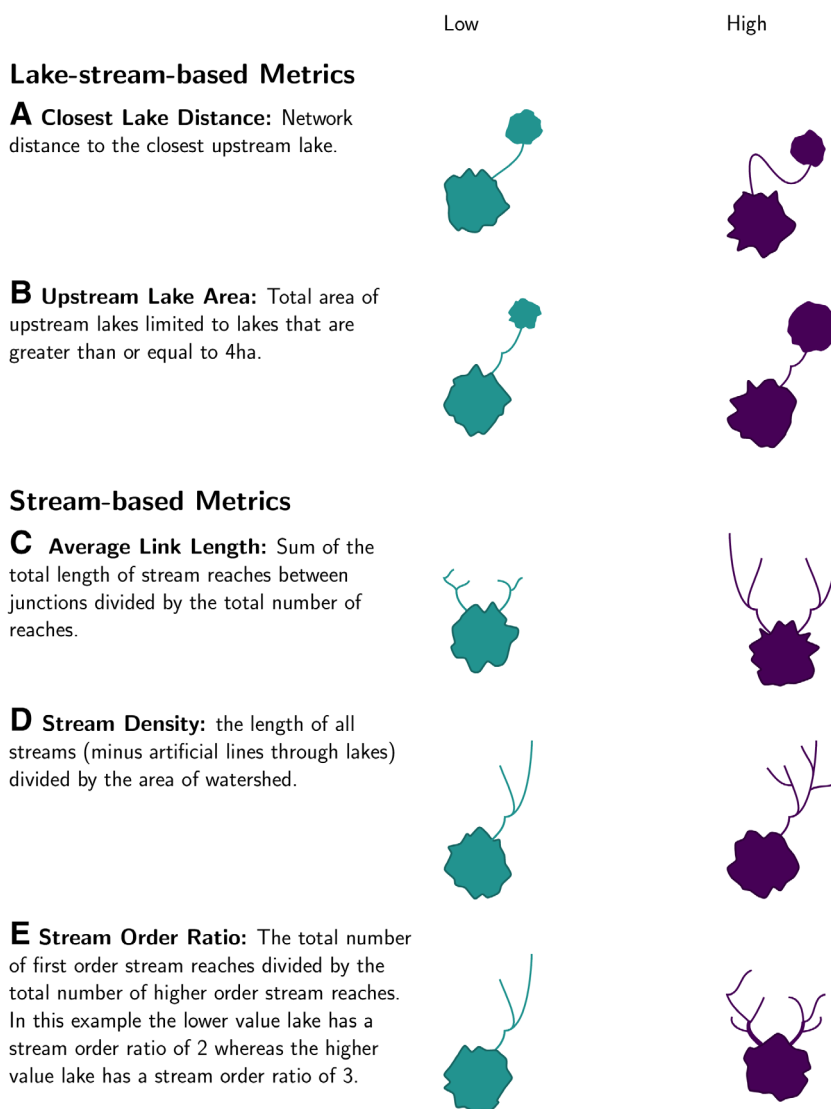 Low High
Lake-stream-based Metrics
A Closest Lake Distance: Network
distance to the closest upstream lake.
B Upstream Lake Area: Total area of
upstream lakes limited to lakes that are
greater than or equal to 4ha.
Stream-based Metrics
C Average Link Length: Sum of the
total length of stream reaches between
junctions divided by the total number of
reaches.
D Stream Density: the length of all
streams (minus artificial lines through lakes)
divided by the area of watershed.
E Stream Order Ratio: The total number
of first order stream reaches divided by the
total number of higher order stream reaches.
In this example the lower value lake has a
stream order ratio of 2 whereas the higher
value lake has a stream order ratio of 3.